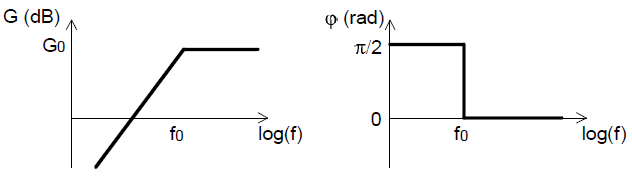 G (dB)
G0
f0
log(f)
φ (rad)
π/2
0
f0
log(f)